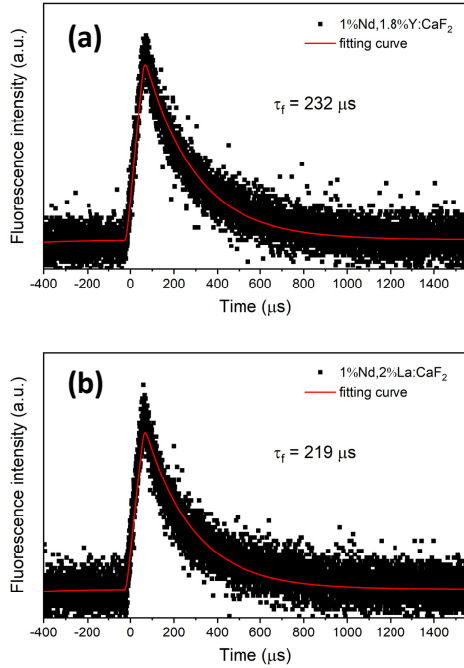 (a)
1%Nd,1.8%Y:CaF₂
fitting curve
τf = 232 μs
Fluorescence intensity (a.u.)
-400 -200 0 200 400 600 800 1000 1200 1400
Time (μs)
(b)
1%Nd,2%La:CaF₂
fitting curve
τf = 219 μs
Fluorescence intensity (a.u.)
-400 -200 0 200 400 600 800 1000 1200 1400
Time (μs)